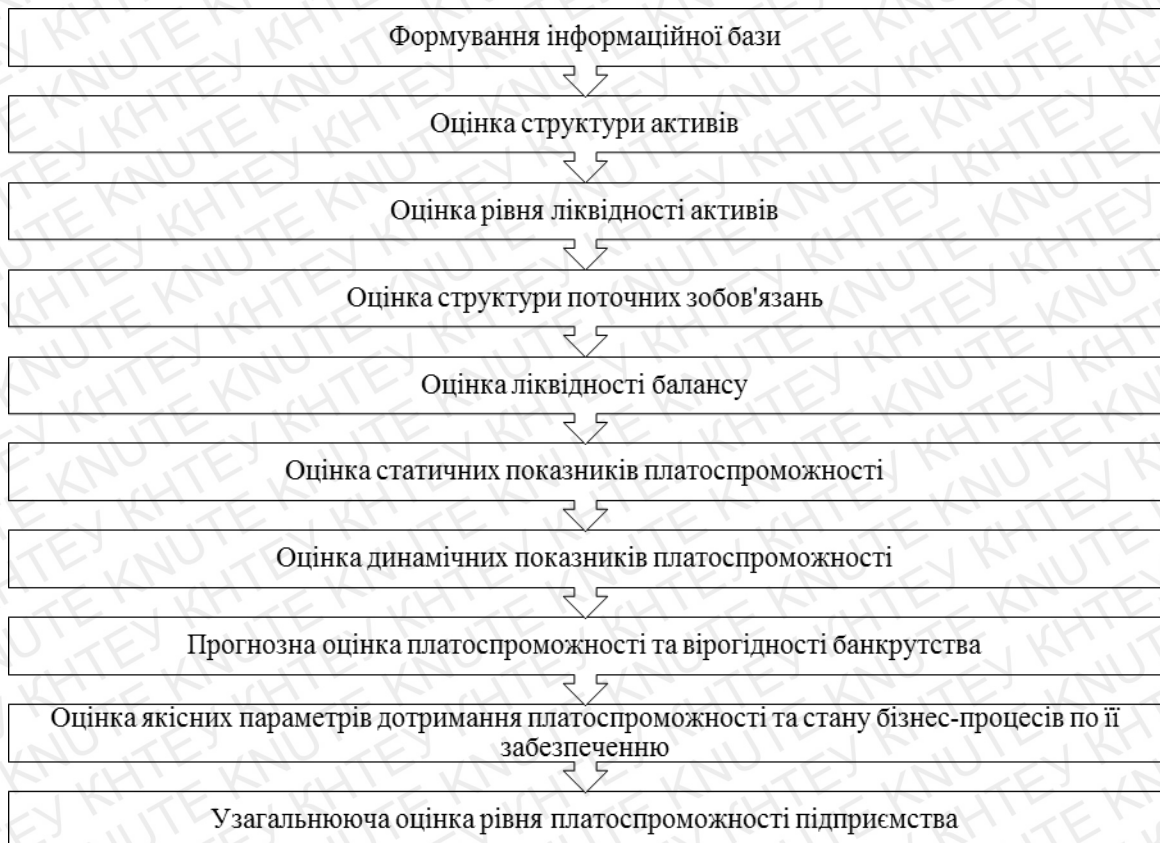 Формування інформаційної бази
Оцінка структури активів
Оцінка рівня ліквідності активів
Оцінка структури поточних зобов'язань
Оцінка ліквідності балансу
Оцінка статичних показників платоспроможності
Оцінка динамічних показників платоспроможності
Прогнозна оцінка платоспроможності та вірогідності банкрутства
Оцінка якісних параметрів дотримання платоспроможності та стану бізнес-процесів по її
забезпеченню
Узагальнююча оцінка рівня платоспроможності підприємства